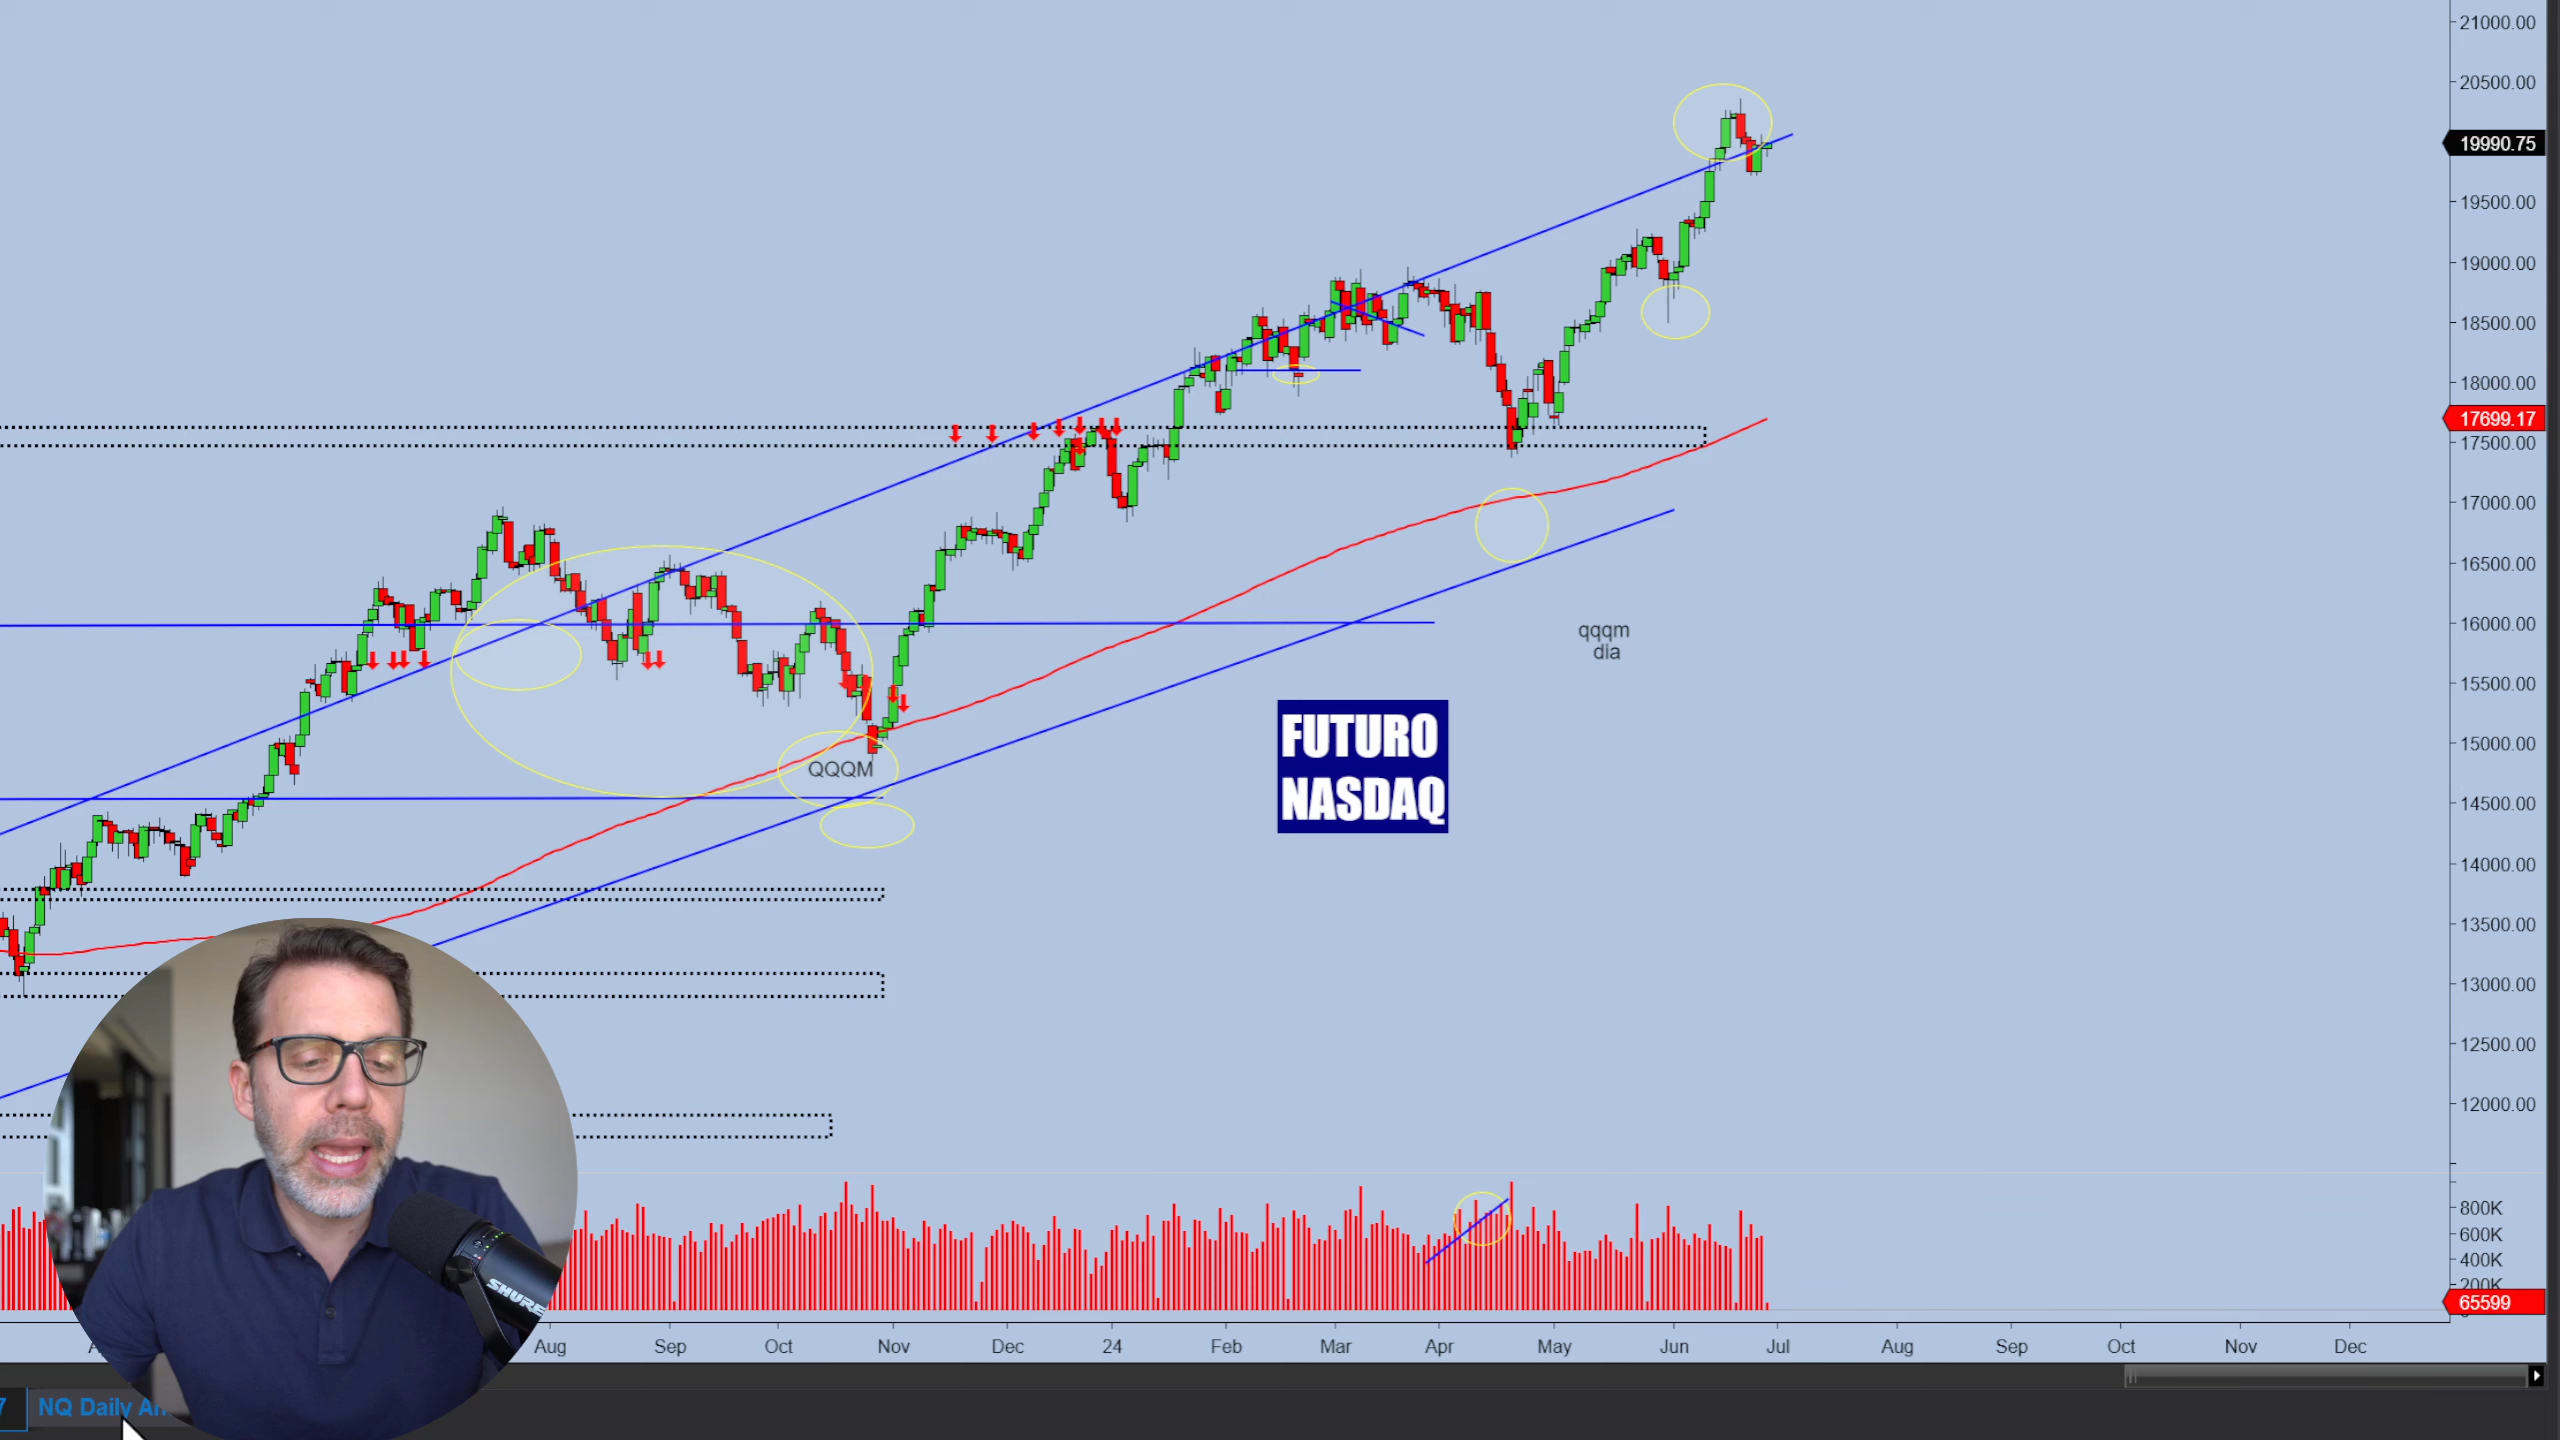 21000.00
20500.00
19990.75
19500.00
19000.00
18500.00
18000.00
17699.17
17500.00
17000.00
16500.00
16000.00
qqqm
dia
15500.00
15000.00
FUTURO
NASDAQ
QQQM
14500.00
14000.00
13500.00
13000.00
12500.00
12000.00
800K
600K
400K
200K
65599
SHURE
Aug Sep Oct Nov Dec 24 Feb Mar Apr May Jun Jul Aug Sep Oct Nov Dec
7 NQ Daily An